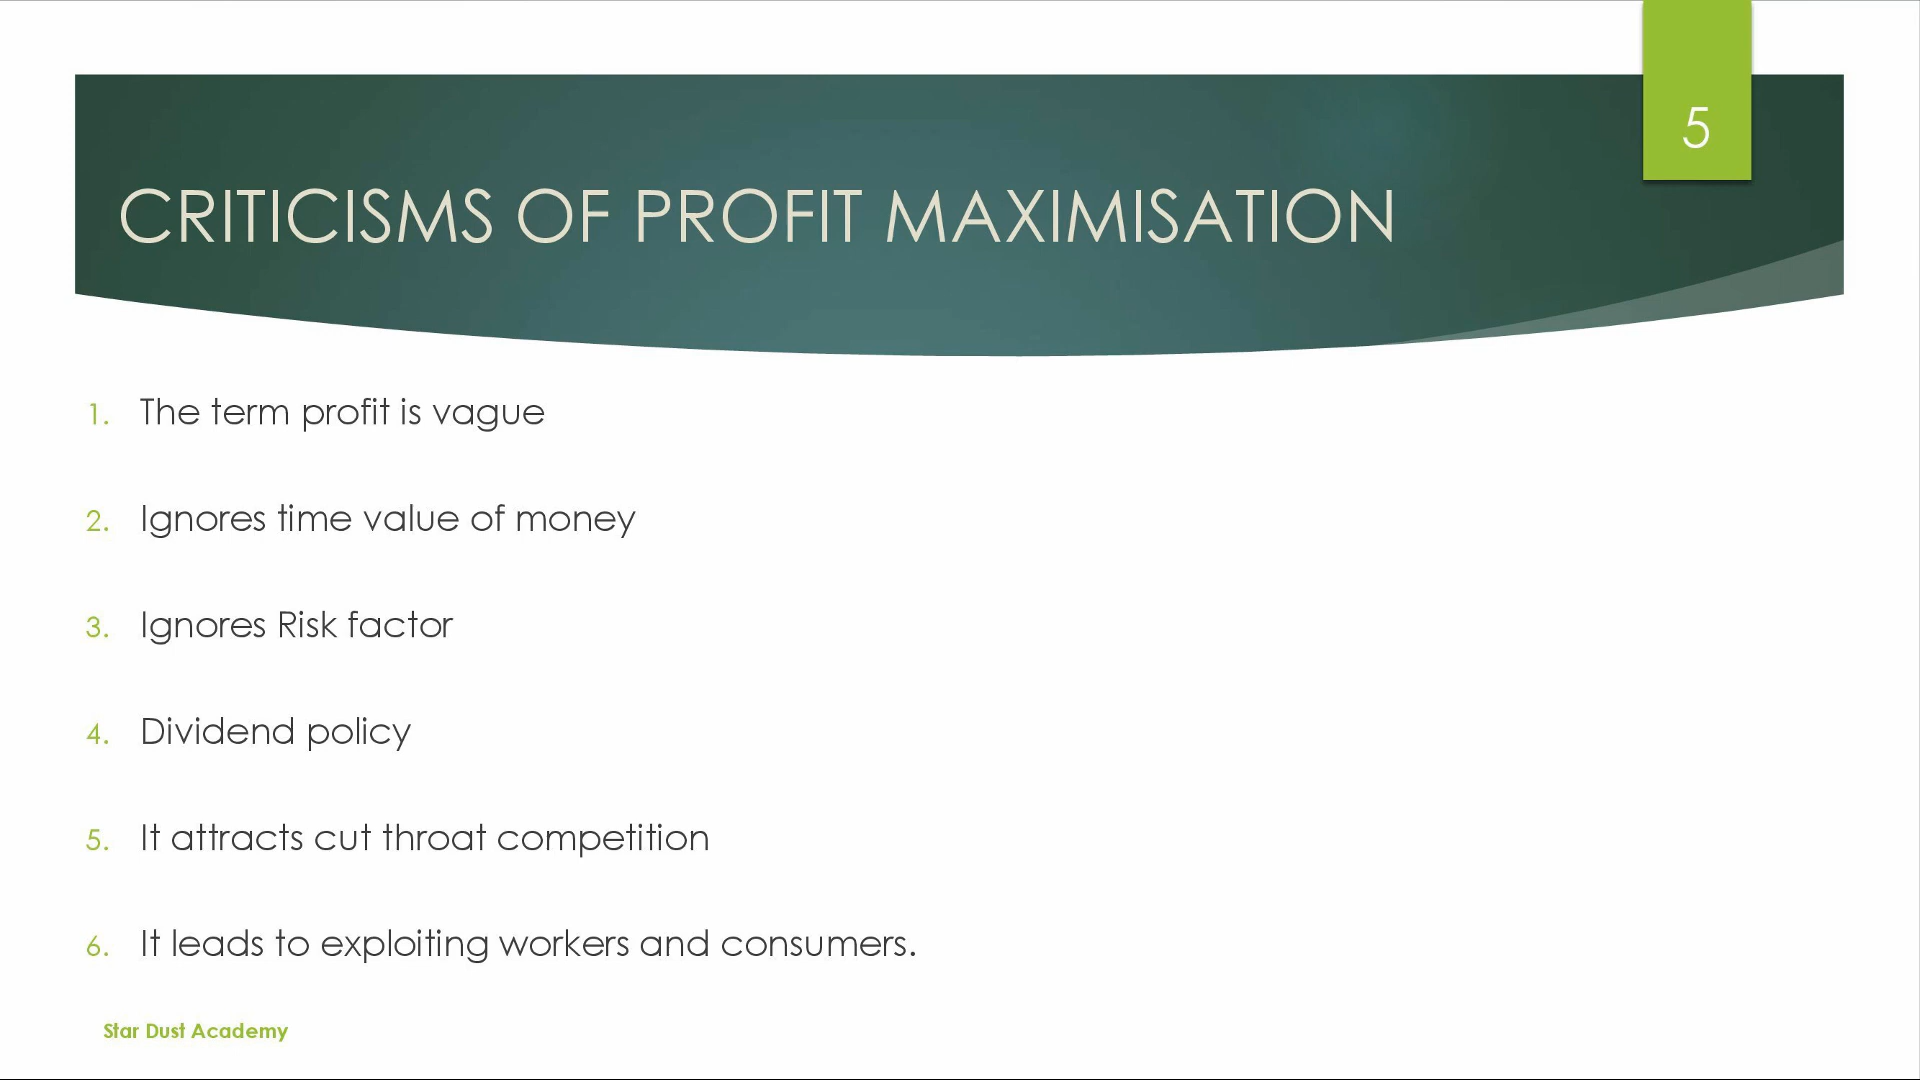 5
CRITICISMS OF PROFIT MAXIMISATION
1. The term profit is vague
2. Ignores time value of money
3. Ignores Risk factor
4. Dividend policy
5. It attracts cut throat competition
6. It leads to exploiting workers and consumers.
Star Dust Academy